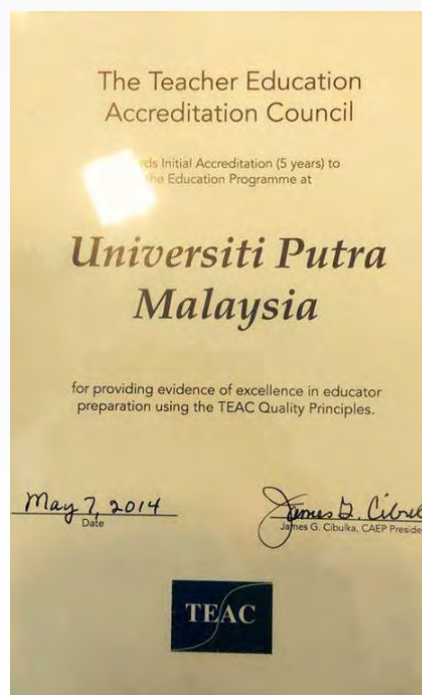 The Teacher Education
Accreditation Council
Initial Accreditation (5 years) to
Education Programme at
Universiti Putra
Malaysia
for providing evidence of excellence in educator
preparation using the TEAC Quality Principles.
May 7, 2014
Date
James G.
James G. Cibulka, CAEP
TEAC